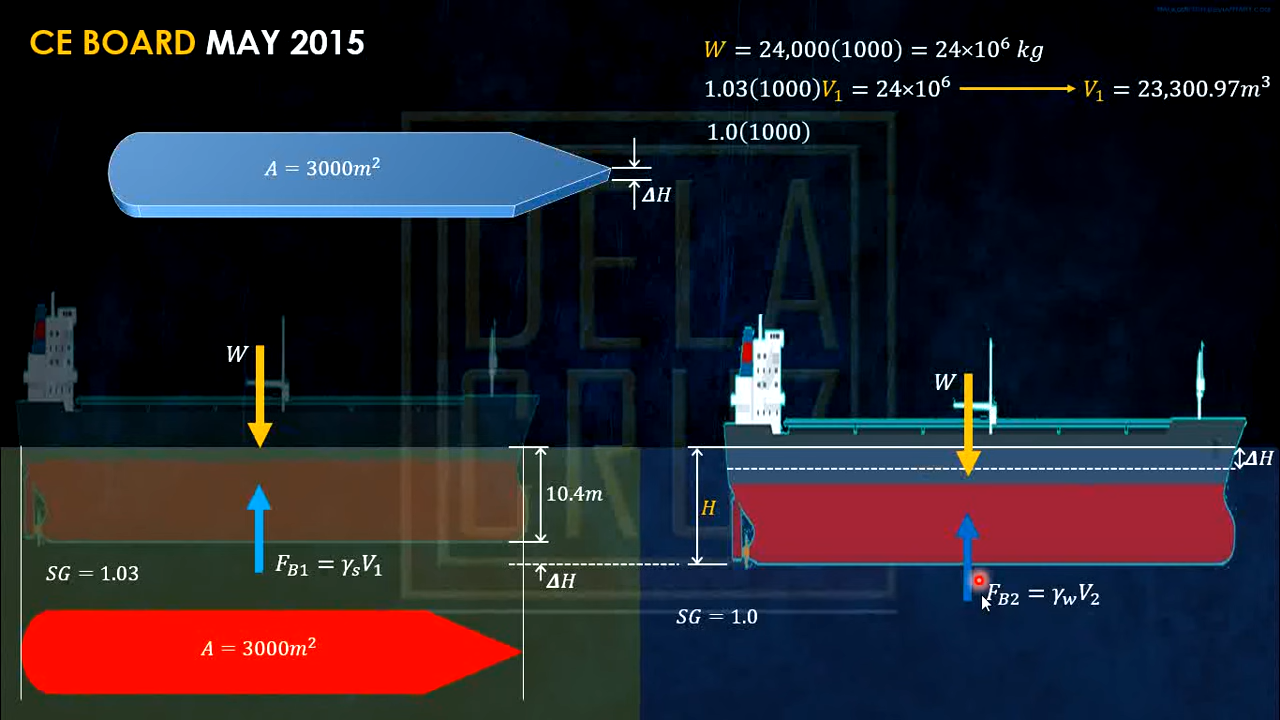 CE BOARD MAY 2015
W = 24,000(1000) = 24×10⁶ kg
1.03(1000)V₁ = 24×10⁶ V₁ = 23,300.97m³
1.0(1000)
A = 3000m²
ΔH
DELA
CRUZ
W
W
ΔH
10.4m
H
F_B1 = γ_sV₁
SG = 1.03
ΔH
F_B2 = γ_wV₂
SG = 1.0
A = 3000m²